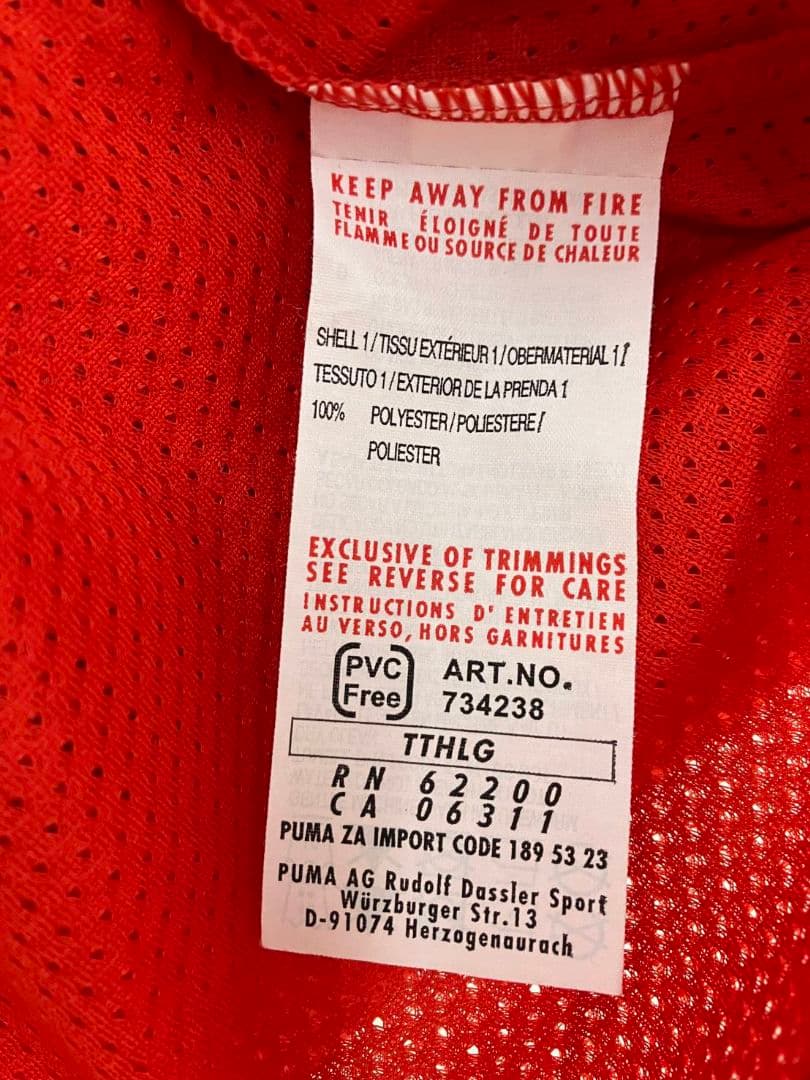 KEEP AWAY FROM FIRE
TENIR ÉLOIGNÉ DE TOUTE
FLAMME OU SOURCE DE CHALEUR
SHELL 1 / TISSU EXTÉRIEUR 1 / OBERMATERIAL 1 /
TESSUTO 1 / EXTERIOR DE LA PRENDA 1
100% POLYESTER / POLIESTERE /
POLIESTER
EXCLUSIVE OF TRIMMINGS
SEE REVERSE FOR CARE
INSTRUCTIONS D' ENTRETIEN
AU VERSO, HORS GARNITURES
PVC Free
ART.NO.
734238
TTHLG
RN 62200
CA 06311
PUMA ZA IMPORT CODE 189 53 23
PUMA AG Rudolf Dassler Sport
Würzburger Str.13
D-91074 Herzogenaurach